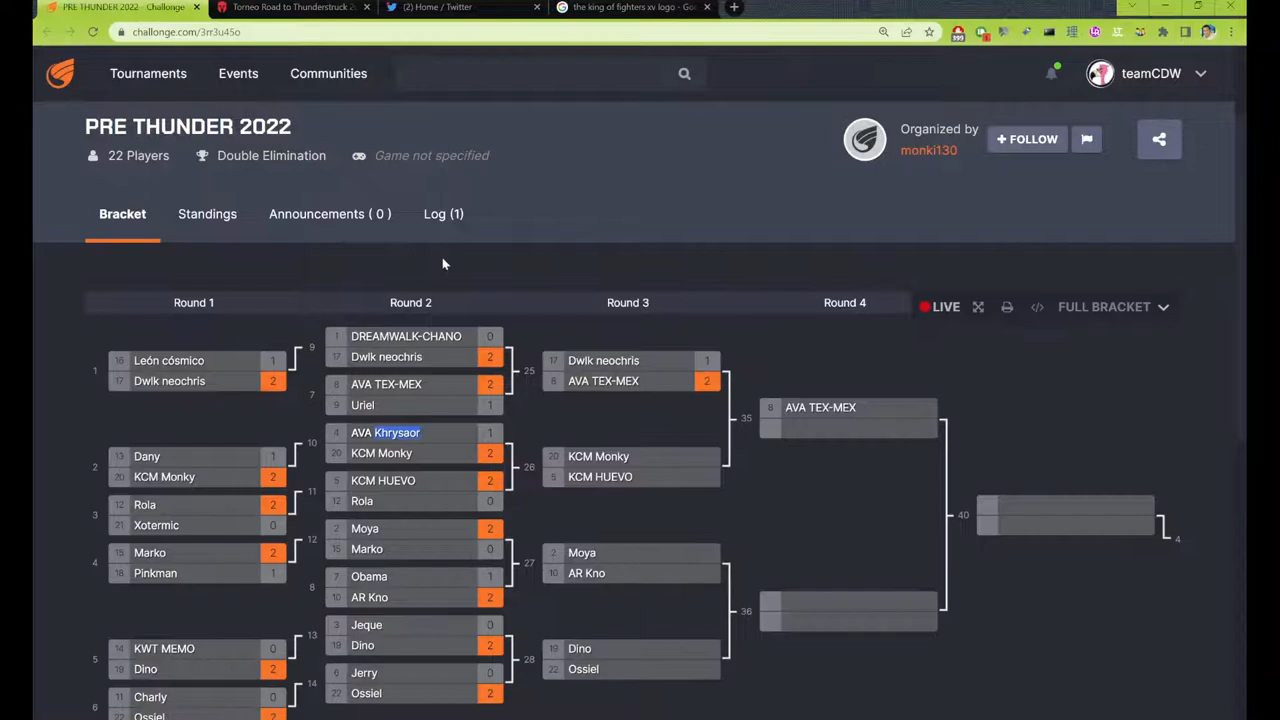 PRE THUNDER 2022 - Challonge
Torneo Road to Thunderstruck 2
(2) Home / Twitter
the king of fighters xv logo - Go
challonge.com/3rr3u45o
399
Tournaments
Events
Communities
teamCDW
PRE THUNDER 2022
22 Players
Double Elimination
Game not specified
Organized by
monki130
+ FOLLOW
Bracket
Standings
Announcements ( 0 )
Log (1)
Round 1
Round 2
Round 3
Round 4
LIVE
FULL BRACKET
1
16 León cósmico 1
17 Dwlk neochris 2
2
13 Dany 1
20 KCM Monky 2
3
12 Rola 2
21 Xotermic 0
4
15 Marko 2
18 Pinkman 1
5
14 KWT MEMO 0
19 Dino 2
6
11 Charly 0
22 Ossiel 2
9
1 DREAMWALK-CHANO 0
17 Dwlk neochris 2
7
8 AVA TEX-MEX 2
9 Uriel 1
10
4 AVA Khrysaor 1
20 KCM Monky 2
11
5 KCM HUEVO 2
12 Rola 0
12
2 Moya 2
15 Marko 0
8
7 Obama 1
10 AR Kno 2
13
3 Jeque 0
19 Dino 2
14
6 Jerry 0
22 Ossiel 2
25
17 Dwlk neochris 1
8 AVA TEX-MEX 2
26
20 KCM Monky
5 KCM HUEVO
27
2 Moya
10 AR Kno
28
19 Dino
22 Ossiel
35
8 AVA TEX-MEX
36
40
4